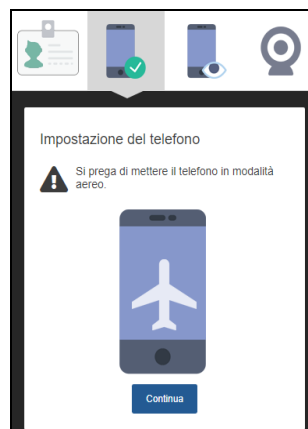 Impostazione del telefono
Si prega di mettere il telefono in modalità
aereo.
Continua